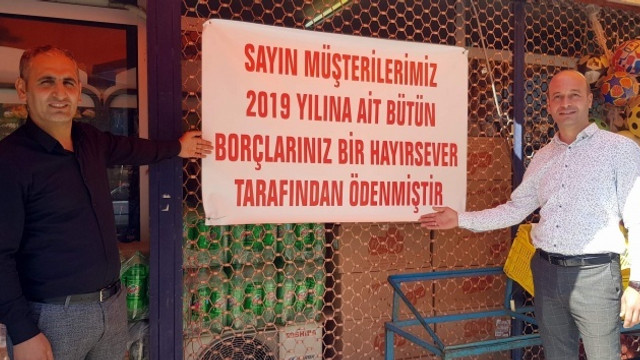 SAYIN MÜŞTERİLERİMİZ
2019 YILINA AİT BÜTÜN
BORÇLARINIZ BİR HAYIRSEVER
TARAFINDAN ÖDENMİŞTİR